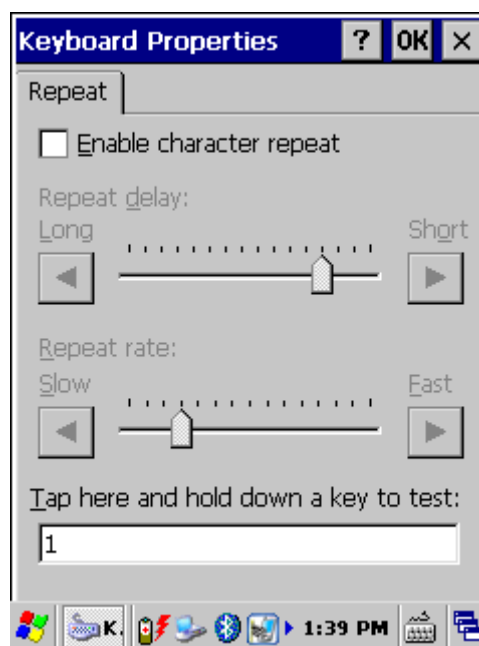 Keyboard Properties ? OK ×
Repeat
Enable character repeat
Repeat delay:
Long Short
Repeat rate:
Slow Fast
Tap here and hold down a key to test:
1
K. 1:39 PM